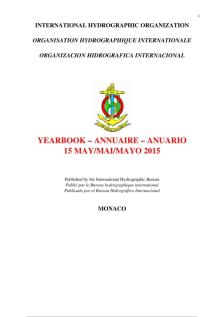 INTERNATIONAL HYDROGRAPHIC ORGANIZATION
ORGANISATION HYDROGRAPHIQUE INTERNATIONALE
ORGANIZACION HIDROGRAFICA INTERNACIONAL
YEARBOOK – ANNUAIRE – ANUARIO
15 MAY/MAI/MAYO 2015
Published by the International Hydrographic Bureau
Publié par le Bureau hydrographique international
Publicado por el Bureau Hidrográfico Internacional
MONACO